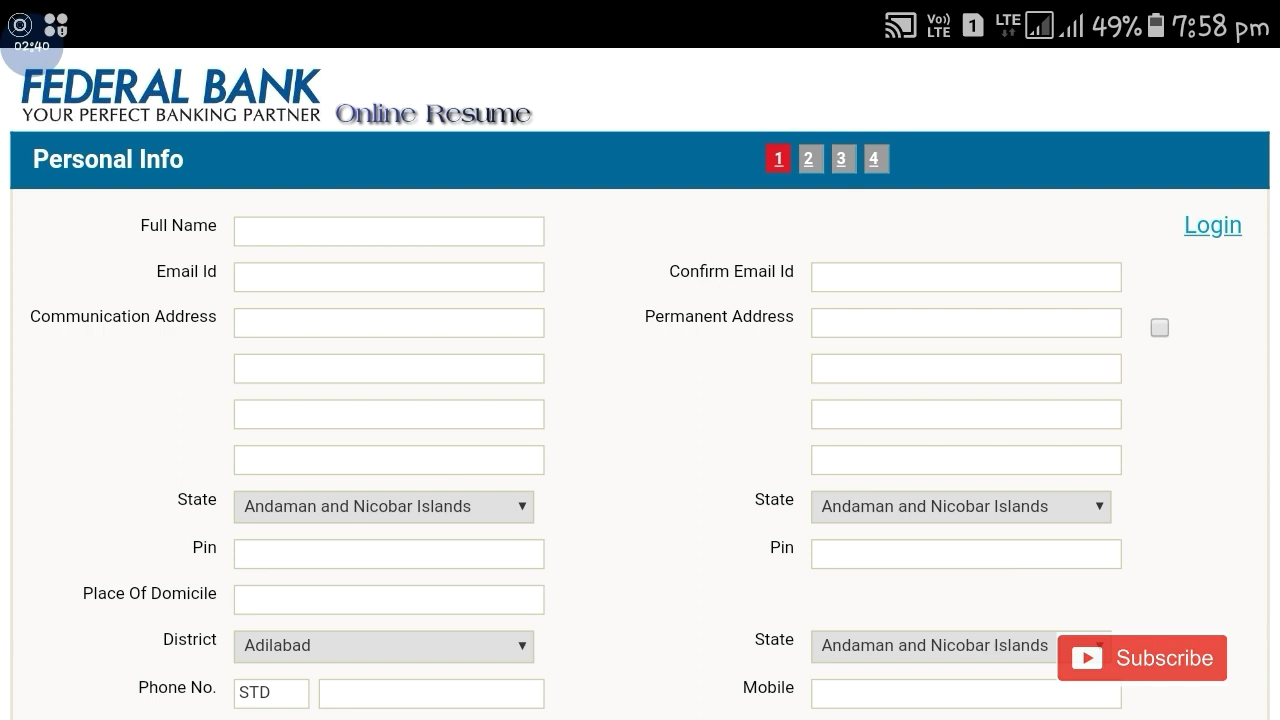 02:40
Vo)) LTE 1 LTE 49% 7:58 pm
FEDERAL BANK
YOUR PERFECT BANKING PARTNER Online Resume
Personal Info 1 2 3 4
Full Name Login
Email Id Confirm Email Id
Communication Address Permanent Address
State Andaman and Nicobar Islands State Andaman and Nicobar Islands
Pin Pin
Place Of Domicile
District Adilabad State Andaman and Nicobar Islands
Subscribe
Phone No. STD Mobile